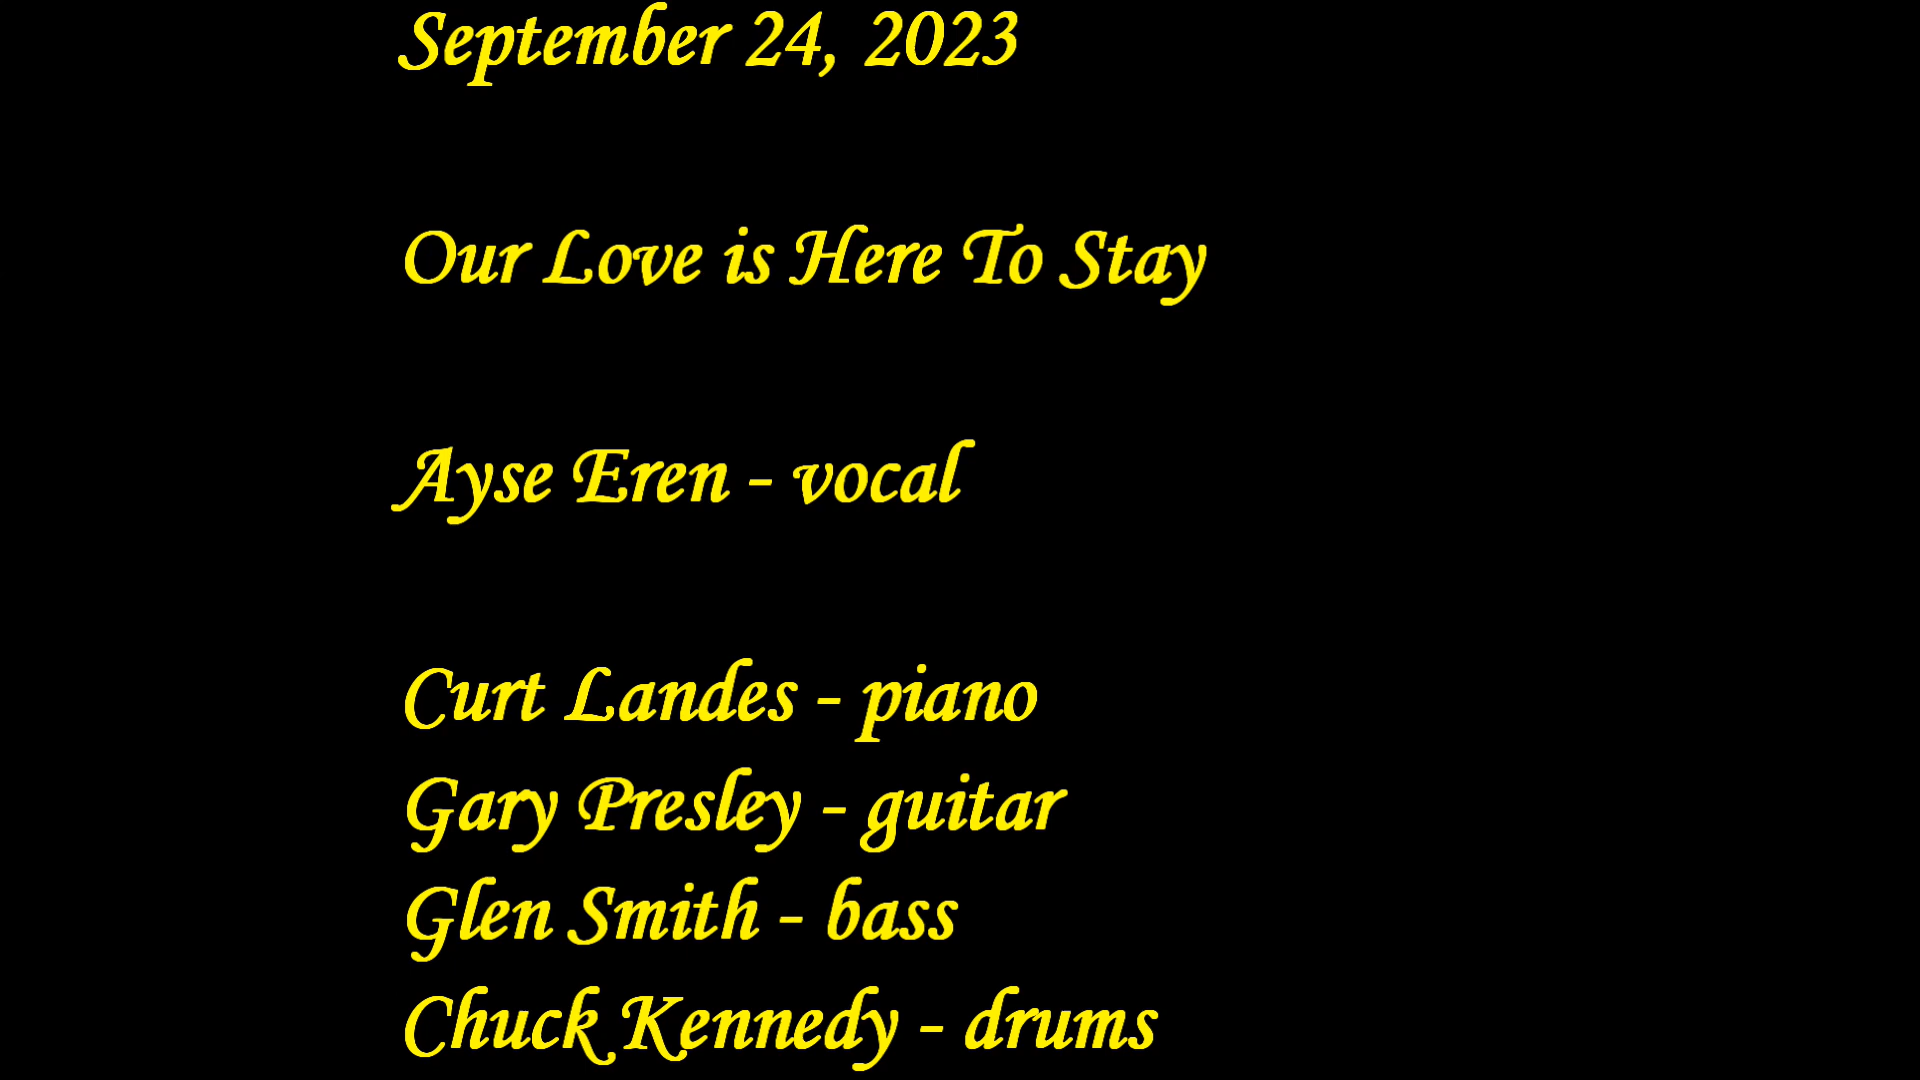 September 24, 2023
Our Love is Here To Stay
Ayse Eren - vocal
Curt Landes - piano
Gary Presley - guitar
Glen Smith - bass
Chuck Kennedy - drums